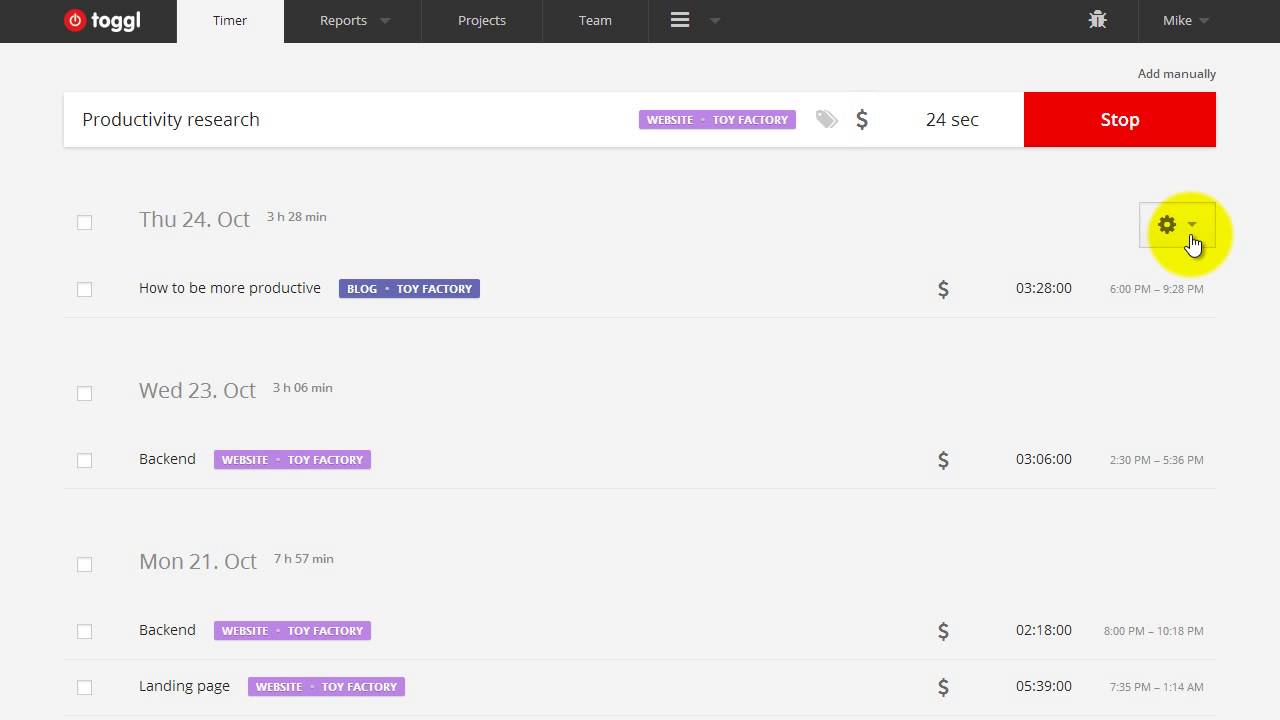 toggl Timer Reports Projects Team Mike
Add manually
Productivity research WEBSITE • TOY FACTORY $ 24 sec Stop
Thu 24. Oct 3 h 28 min
How to be more productive BLOG • TOY FACTORY $ 03:28:00 6:00 PM – 9:28 PM
Wed 23. Oct 3 h 06 min
Backend WEBSITE • TOY FACTORY $ 03:06:00 2:30 PM – 5:36 PM
Mon 21. Oct 7 h 57 min
Backend WEBSITE • TOY FACTORY $ 02:18:00 8:00 PM – 10:18 PM
Landing page WEBSITE • TOY FACTORY $ 05:39:00 7:35 PM – 1:14 AM